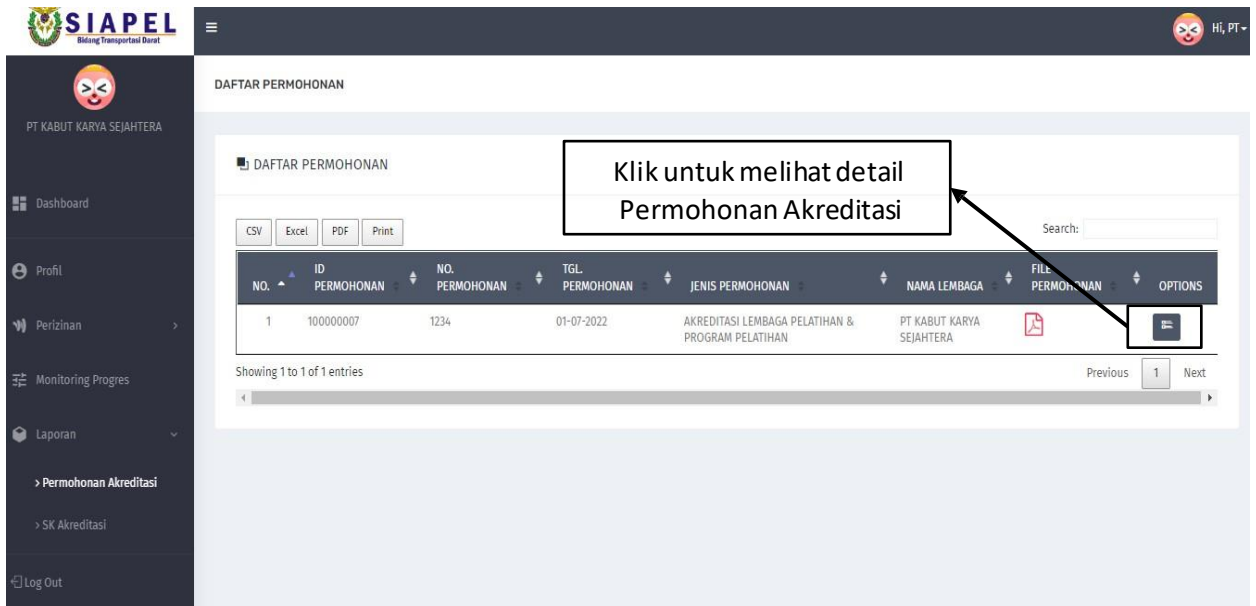 SIAPEL
Bidang Transportasi Darat
Hi, PT
PT KABUT KARYA SEJAHTERA
Dashboard
Profil
Perizinan
Monitoring Progres
Laporan
> Permohonan Akreditasi
> SK Akreditasi
Log Out
DAFTAR PERMOHONAN
DAFTAR PERMOHONAN
Klik untuk melihat detail
Permohonan Akreditasi
CSV Excel PDF Print
Search:
NO. ID PERMOHONAN NO. PERMOHONAN TGL. PERMOHONAN JENIS PERMOHONAN NAMA LEMBAGA FILE PERMOHONAN OPTIONS
1 100000007 1234 01-07-2022 AKREDITASI LEMBAGA PELATIHAN & PT KABUT KARYA
PROGRAM PELATIHAN SEJAHTERA
Showing 1 to 1 of 1 entries
Previous 1 Next